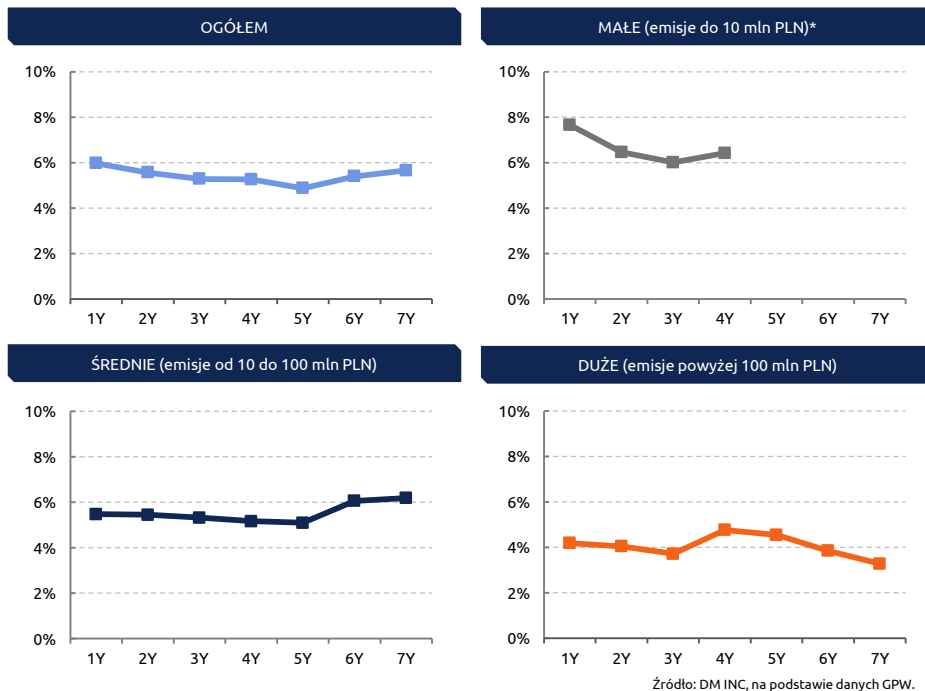 OGÓŁEM
10%
8%
6%
4%
2%
0%
1Y 2Y 3Y 4Y 5Y 6Y 7Y
MAŁE (emisje do 10 mln PLN)*
10%
8%
6%
4%
2%
0%
1Y 2Y 3Y 4Y 5Y 6Y 7Y
ŚREDNIE (emisje od 10 do 100 mln PLN)
10%
8%
6%
4%
2%
0%
1Y 2Y 3Y 4Y 5Y 6Y 7Y
DUŻE (emisje powyżej 100 mln PLN)
10%
8%
6%
4%
2%
0%
1Y 2Y 3Y 4Y 5Y 6Y 7Y
Źródło: DM INC, na podstawie danych GPW.